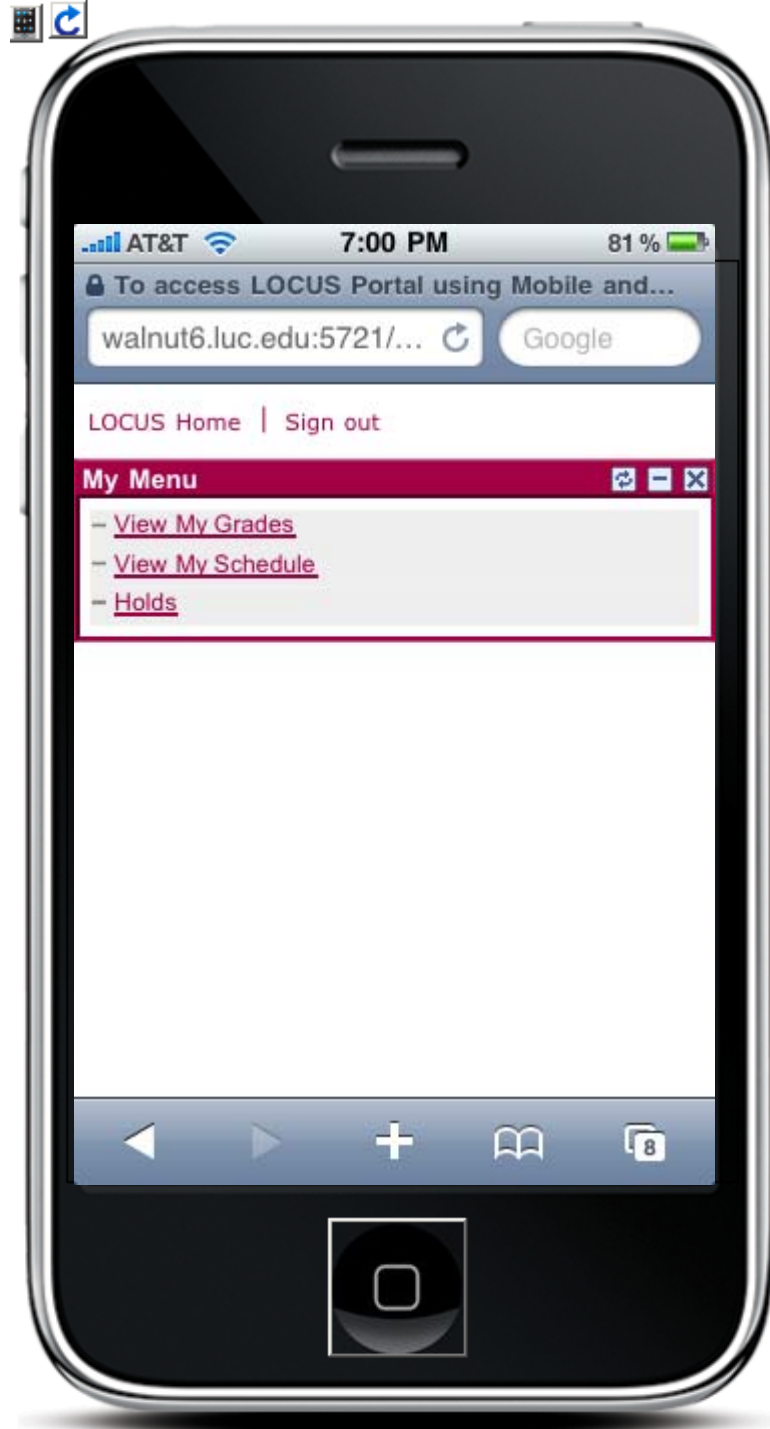 AT&T 7:00 PM 81 %
To access LOCUS Portal using Mobile and...
walnut6.luc.edu:5721/... Google
LOCUS Home | Sign out
My Menu
– View My Grades
– View My Schedule
– Holds
8